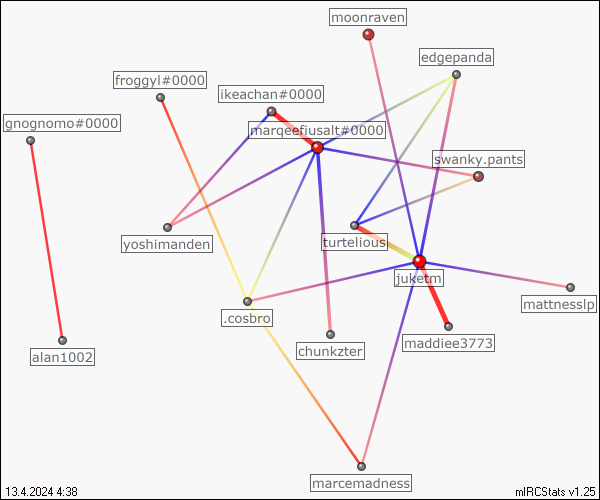 moonraven
edgepanda
froggyl#0000
ikeachan#0000
gnognomo#0000
marqeefiusalt#0000
swanky.pants
yoshimanden
turtelious
juketm
mattnesslp
.cosbro
maddiee3773
chunkzter
alan1002
marcemadness
13.4.2024 4:38
mIRCStats v1.25